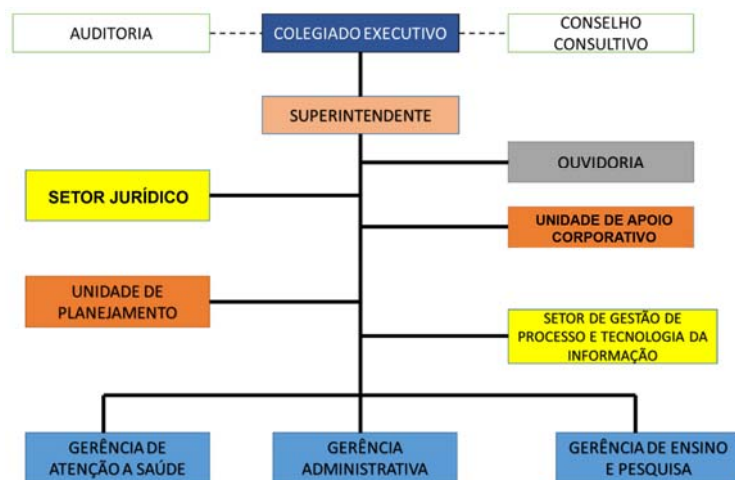 AUDITORIA
COLEGIADO EXECUTIVO
CONSELHO
CONSULTIVO
SUPERINTENDENTE
OUVIDORIA
SETOR JURÍDICO
UNIDADE DE APOIO
CORPORATIVO
UNIDADE DE
PLANEJAMENTO
SETOR DE GESTÃO DE
PROCESSO E TECNOLOGIA DA
INFORMAÇÃO
GERÊNCIA DE
ATENÇÃO A SAÚDE
GERÊNCIA
ADMINISTRATIVA
GERÊNCIA DE ENSINO
E PESQUISA